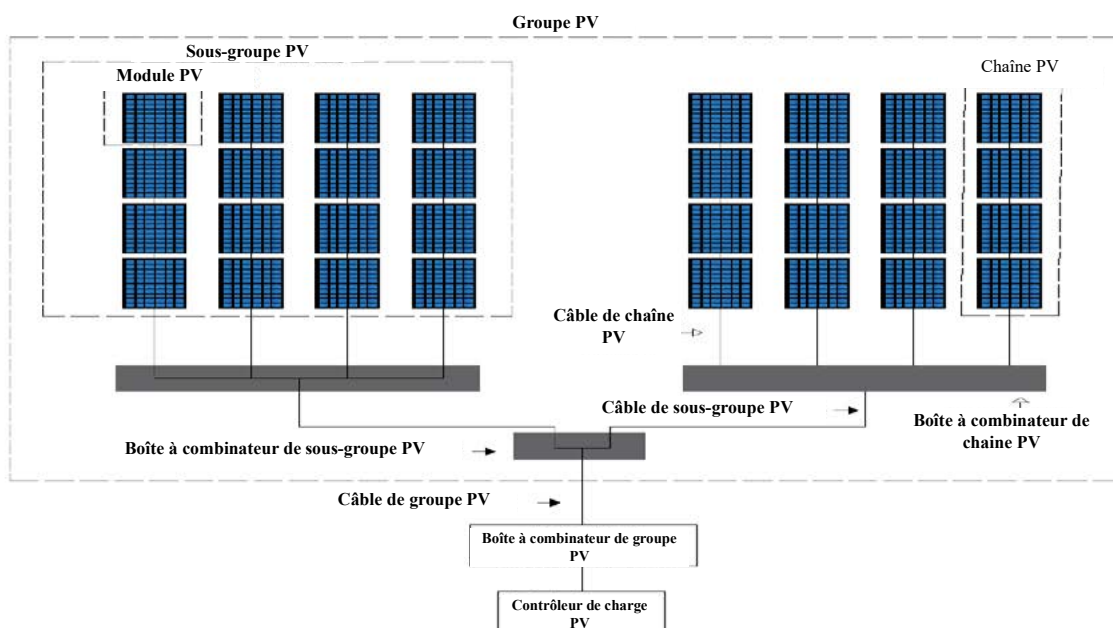 Groupe PV
Sous-groupe PV
Module PV
Chaîne PV
Câble de chaîne
PV
Câble de sous-groupe PV
Boîte à combinateur de
chaine PV
Boîte à combinateur de sous-groupe PV
Câble de groupe PV
Boîte à combinateur de groupe
PV
Contrôleur de charge
PV